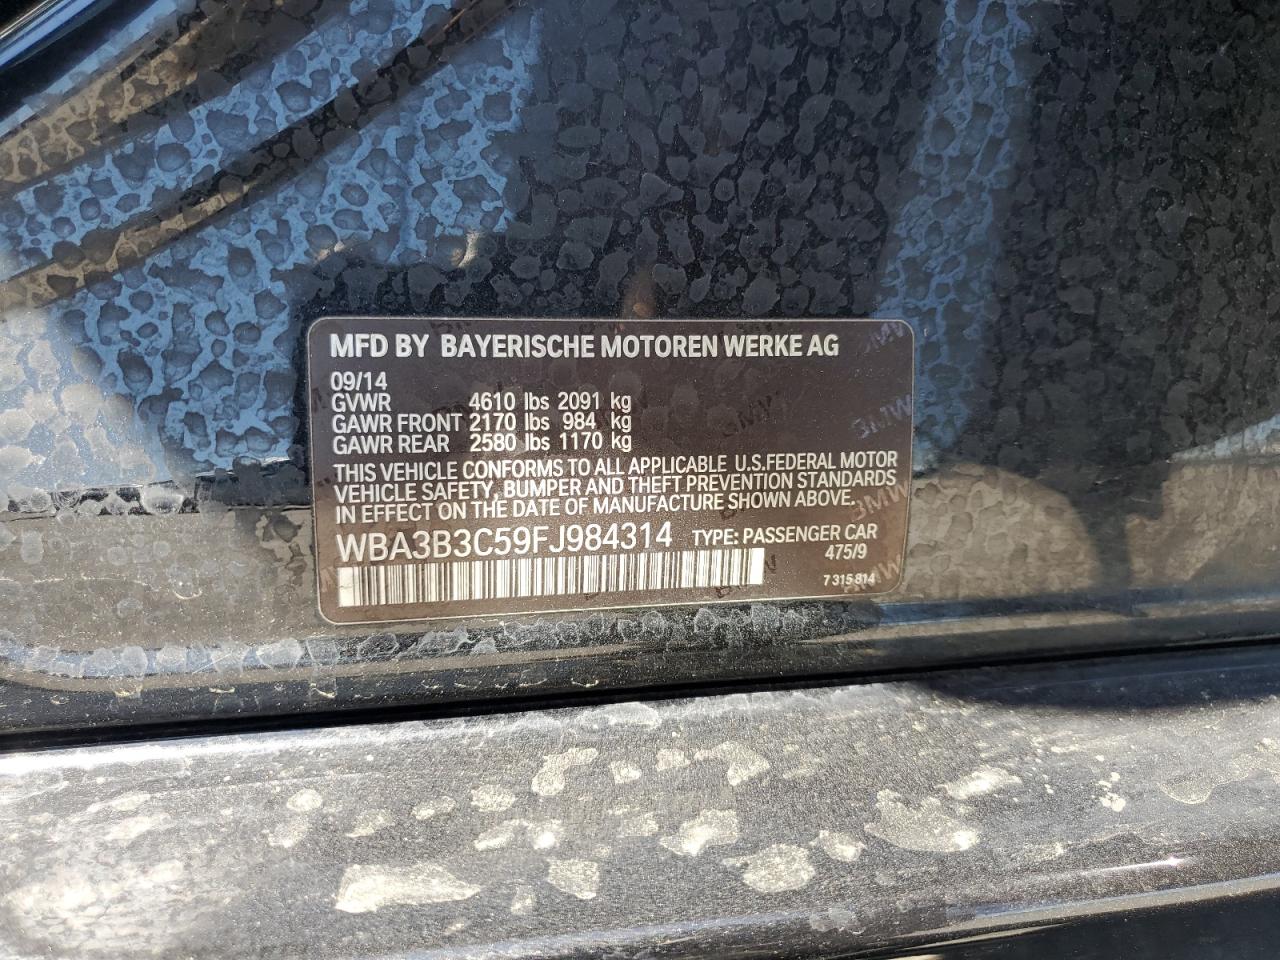 MFD BY BAYERISCHE MOTOREN WERKE AG
09/14
GVWR 4610 lbs 2091 kg
GAWR FRONT 2170 lbs 984 kg
GAWR REAR 2580 lbs 1170 kg
THIS VEHICLE CONFORMS TO ALL APPLICABLE U.S.FEDERAL MOTOR
VEHICLE SAFETY, BUMPER AND THEFT PREVENTION STANDARDS
IN EFFECT ON THE DATE OF MANUFACTURE SHOWN ABOVE.
WBA3B3C59FJ984314 TYPE: PASSENGER CAR
475/9
7 315 814